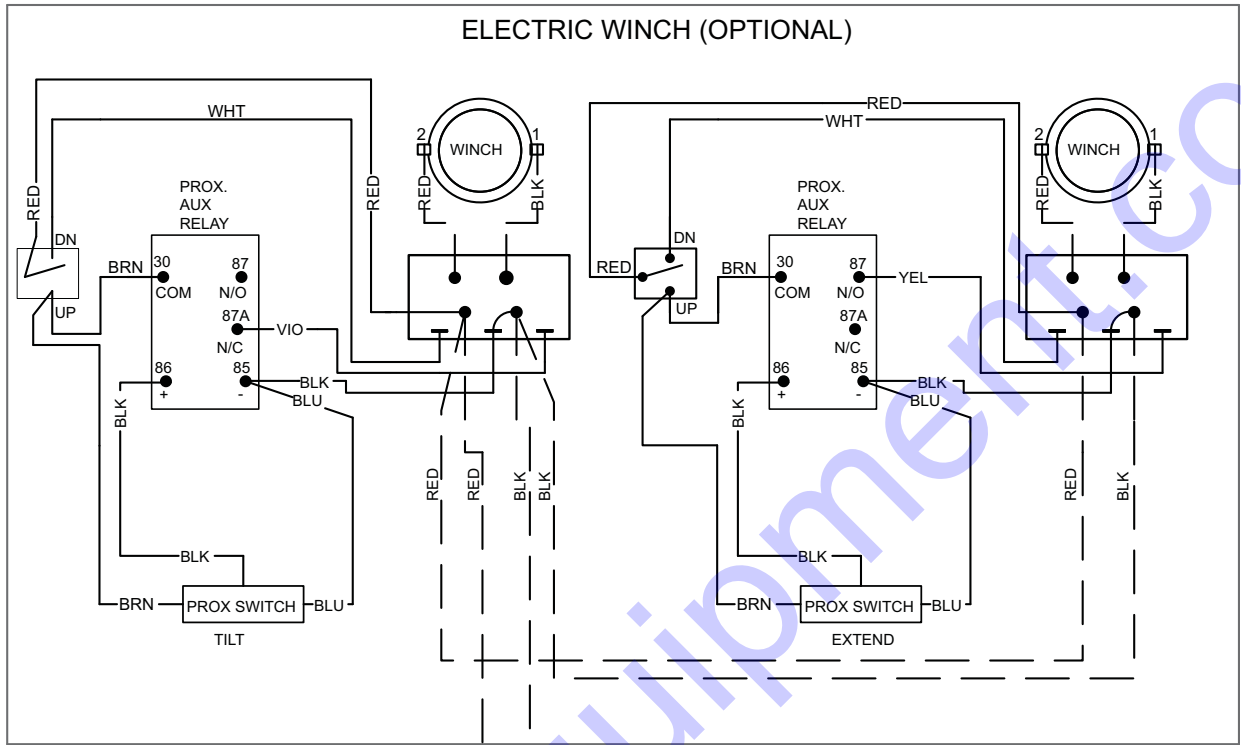 ELECTRIC WINCH (OPTIONAL)
WHT
RED
RED
DN
UP
BRN
PROX.
AUX
RELAY
30
COM
87
N/O
87A
N/C
VIO
86
+
85
-
BLK
BLU
BLK
BLK
BRN
PROX SWITCH
BLU
TILT
2
WINCH
1
RED
BLK
RED
RED
BLK
BLK
RED
WHT
RED
DN
UP
BRN
PROX.
AUX
RELAY
30
COM
87
N/O
YEL
87A
N/C
86
+
85
-
BLK
BLU
BLK
BLK
BRN
PROX SWITCH
BLU
EXTEND
2
WINCH
1
RED
BLK
RED
BLK
quipment.co